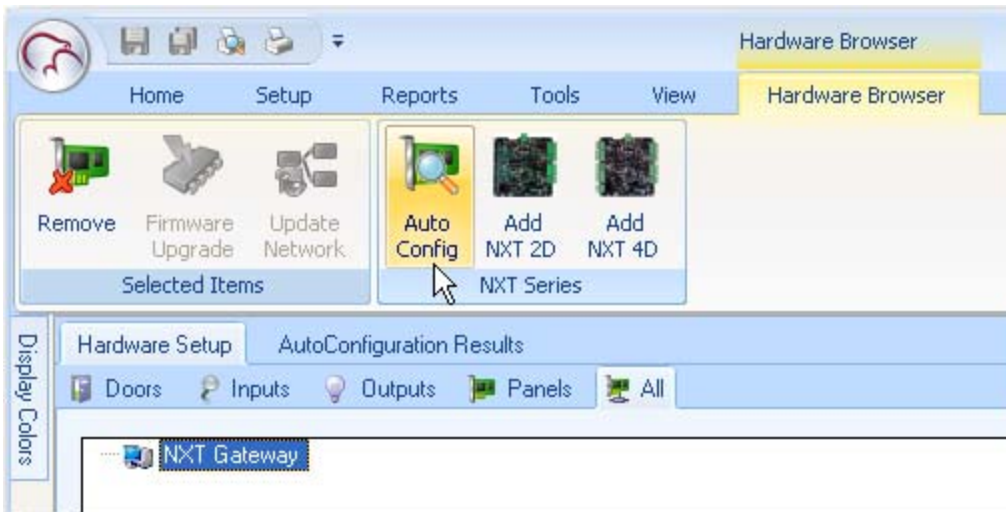 Hardware Browser
Home Setup Reports Tools View Hardware Browser
Remove Firmware Upgrade Update Network Auto Config Add NXT 2D Add NXT 4D
Selected Items NXT Series
Display Colors
Hardware Setup AutoConfiguration Results
Doors Inputs Outputs Panels All
NXT Gateway